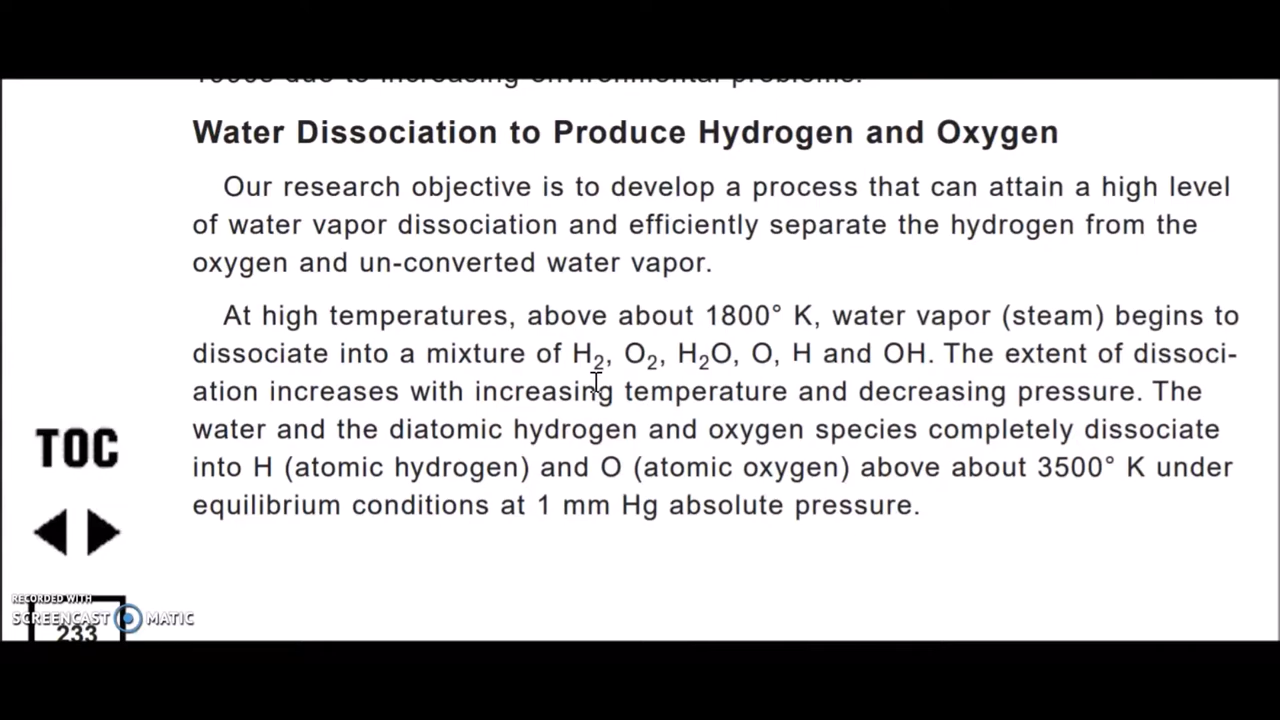 Water Dissociation to Produce Hydrogen and Oxygen
Our research objective is to develop a process that can attain a high level
of water vapor dissociation and efficiently separate the hydrogen from the
oxygen and un-converted water vapor.
At high temperatures, above about 1800° K, water vapor (steam) begins to
dissociate into a mixture of H₂, O₂, H₂O, O, H and OH. The extent of dissoci-
ation increases with increasing temperature and decreasing pressure. The
water and the diatomic hydrogen and oxygen species completely dissociate
into H (atomic hydrogen) and O (atomic oxygen) above about 3500° K under
equilibrium conditions at 1 mm Hg absolute pressure.
TOC
RECORDED WITH
SCREENCAST MATIC
233